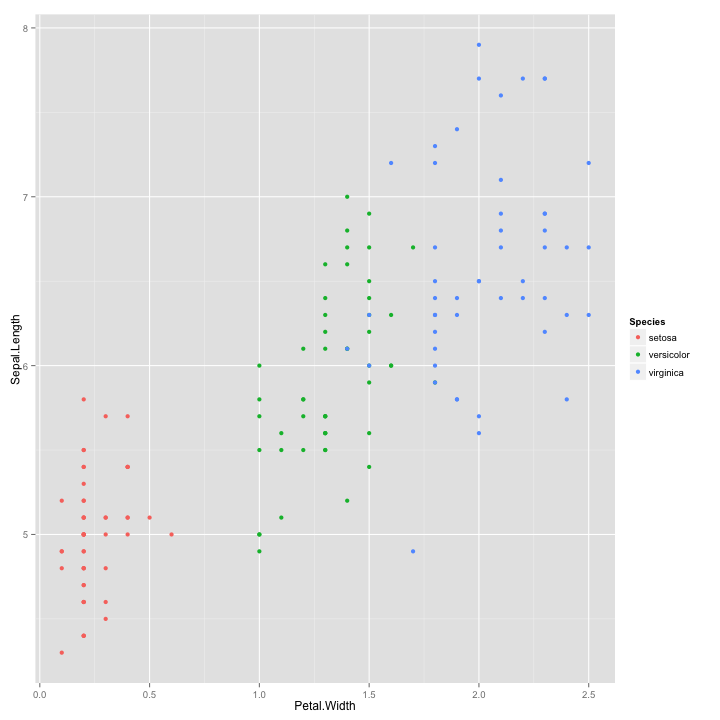 8
7
6
5
Sepal.Length
0.0 0.5 1.0 1.5 2.0 2.5
Petal.Width
Species
setosa
versicolor
virginica